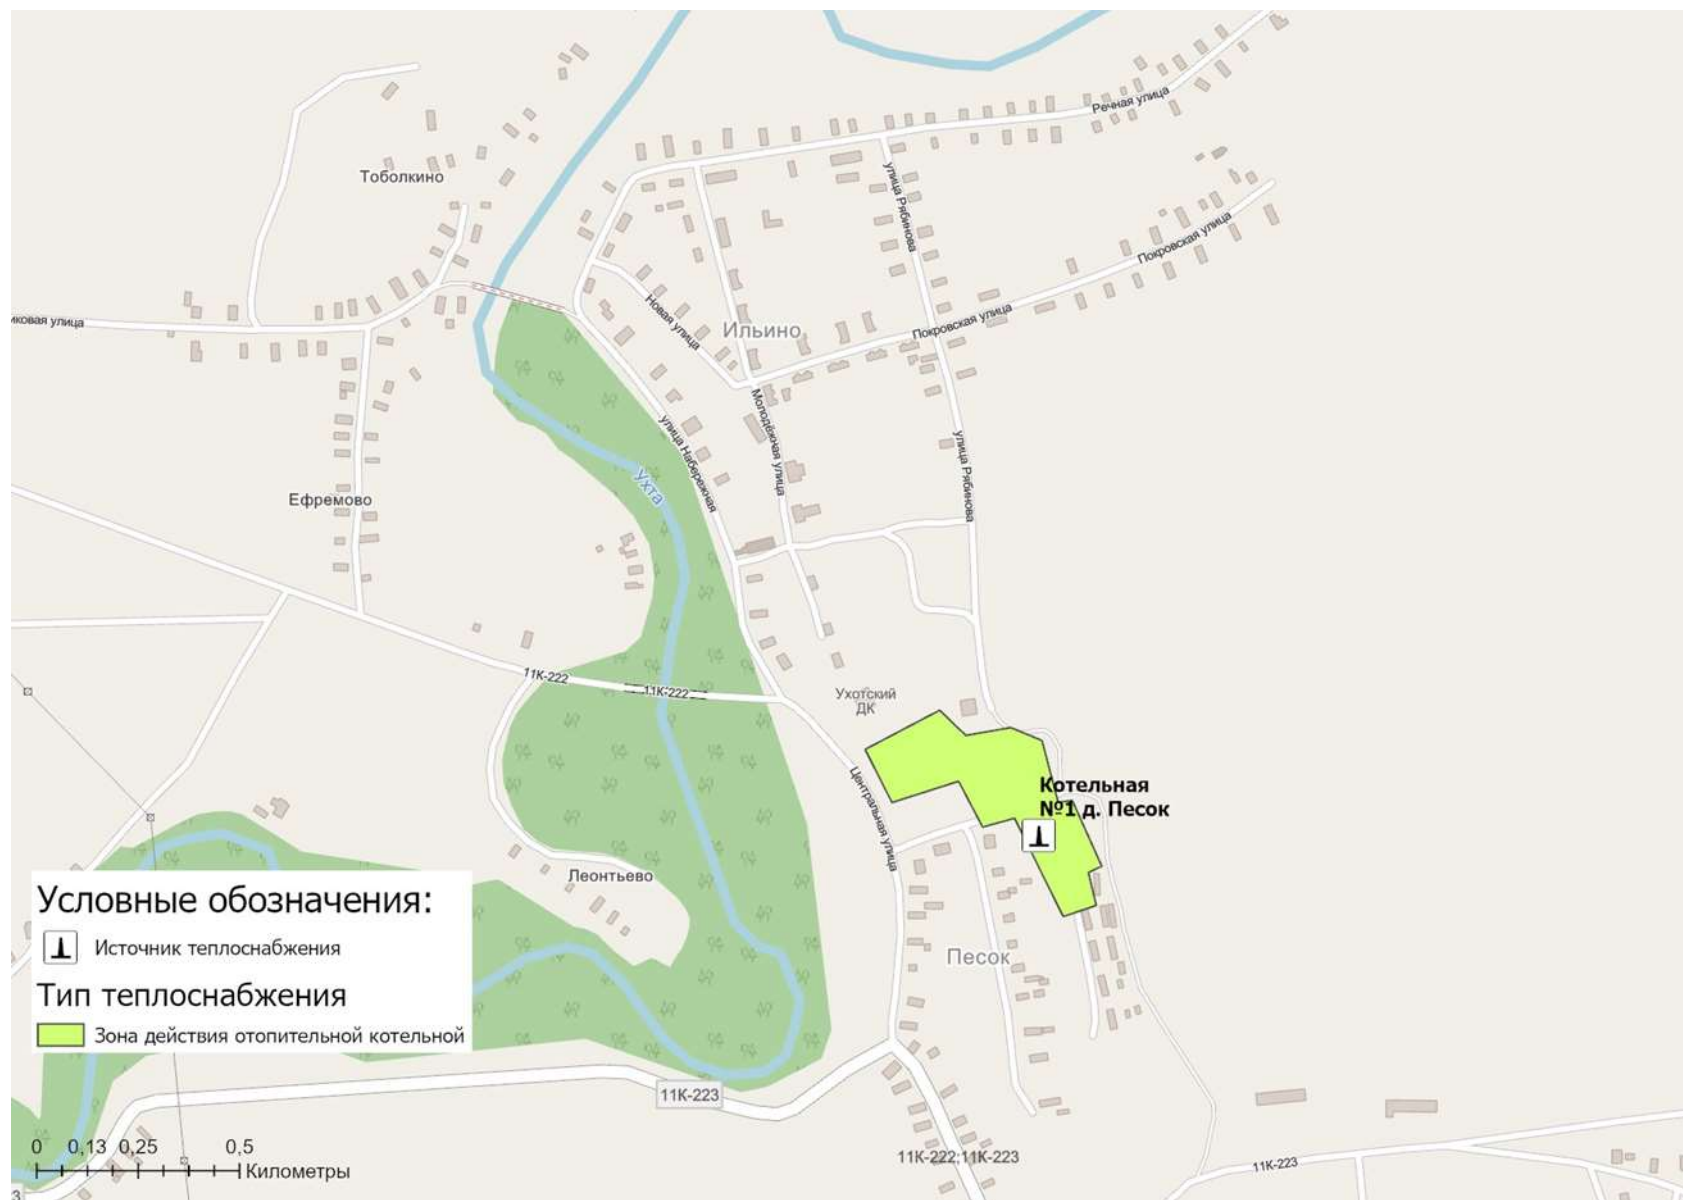 Речная улица
Тоболкино
улица Рябинова
Покровская улица
Новая улица
Ильино
Покровская улица
иковая улица
Молодёжная улица
улица Набережная
улица Рябинова
Ухта
Ефремово
11К-222
11К-222
Ухотский
ДК
Центральная улица
Котельная
№1 д. Песок
Леонтьево
Песок
Условные обозначения:
Источник теплоснабжения
Тип теплоснабжения
Зона действия отопительной котельной
11К-223
0 0,13 0,25 0,5
Километры
11К-222;11К-223
11К-223
3